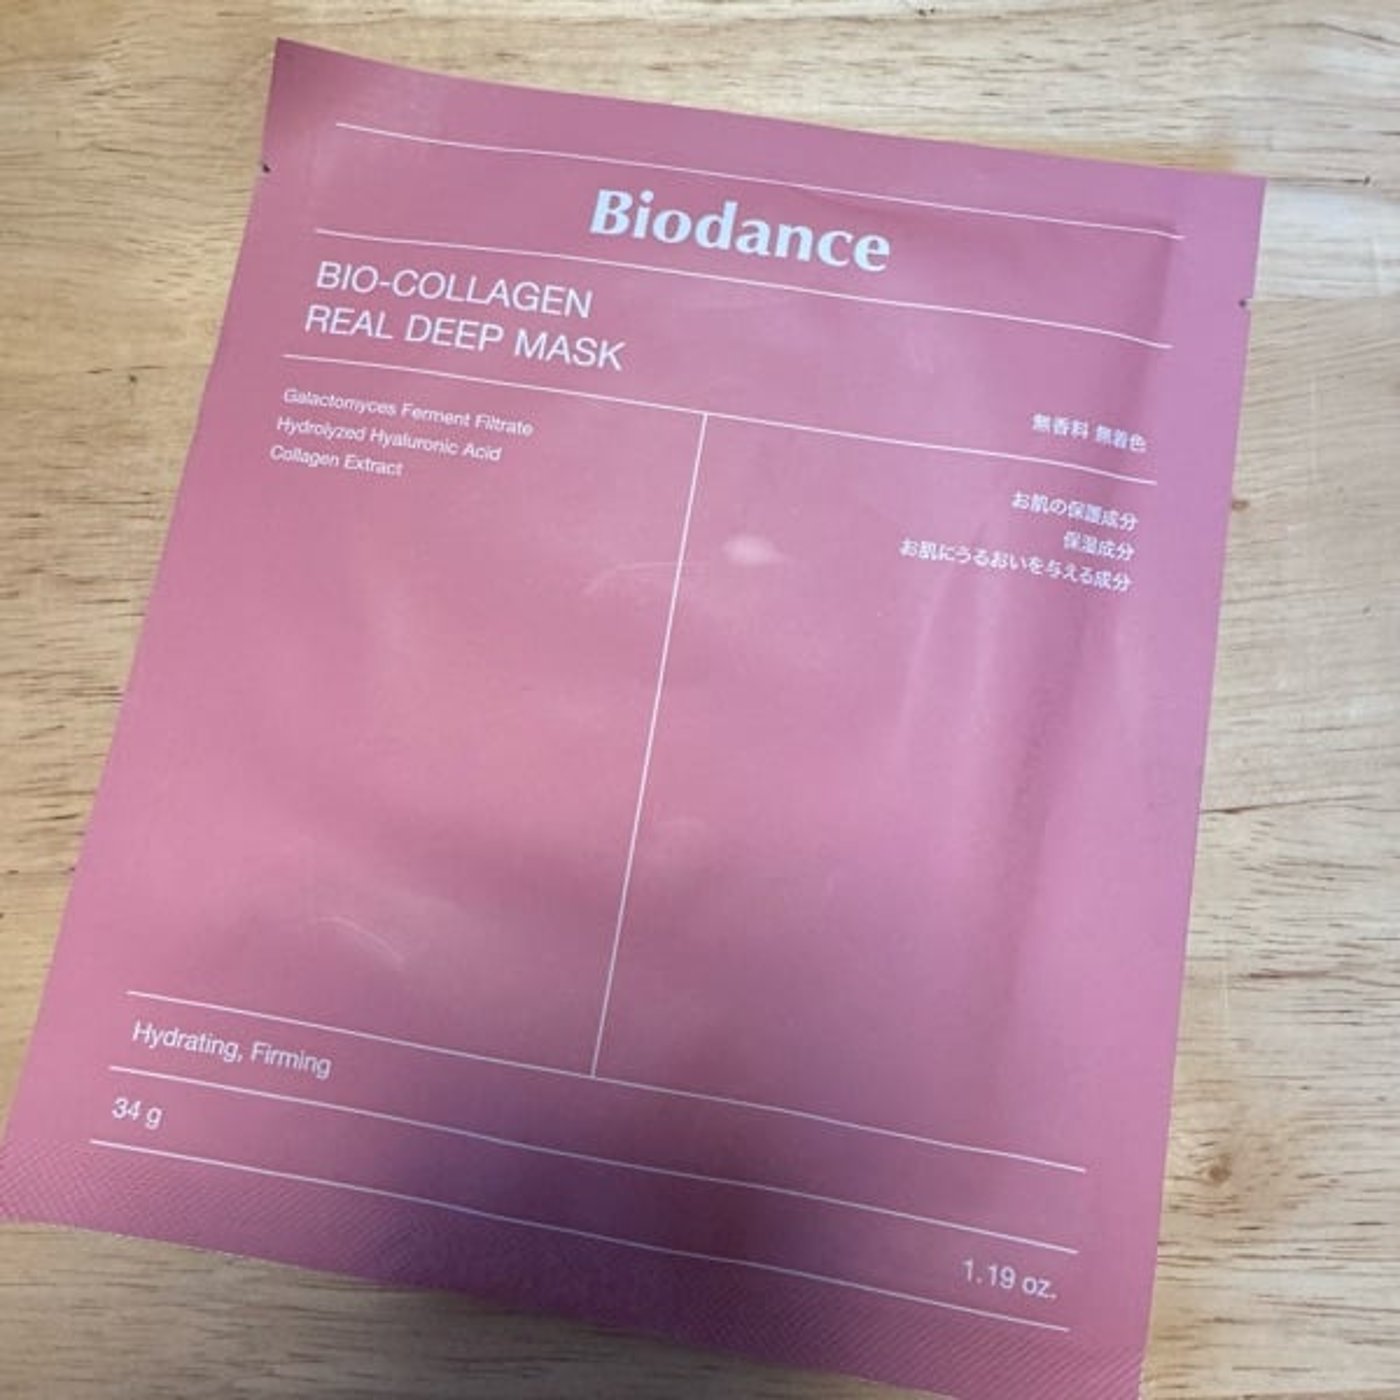 Biodance
BIO-COLLAGEN
REAL DEEP MASK
無香料 無着色
Galactomyces Ferment Filtrate
Hydrolyzed Hyaluronic Acid
Collagen Extract
お肌の保護成分
保湿成分
お肌にうるおいを与える成分
Hydrating, Firming
34 g
1.19 oz.